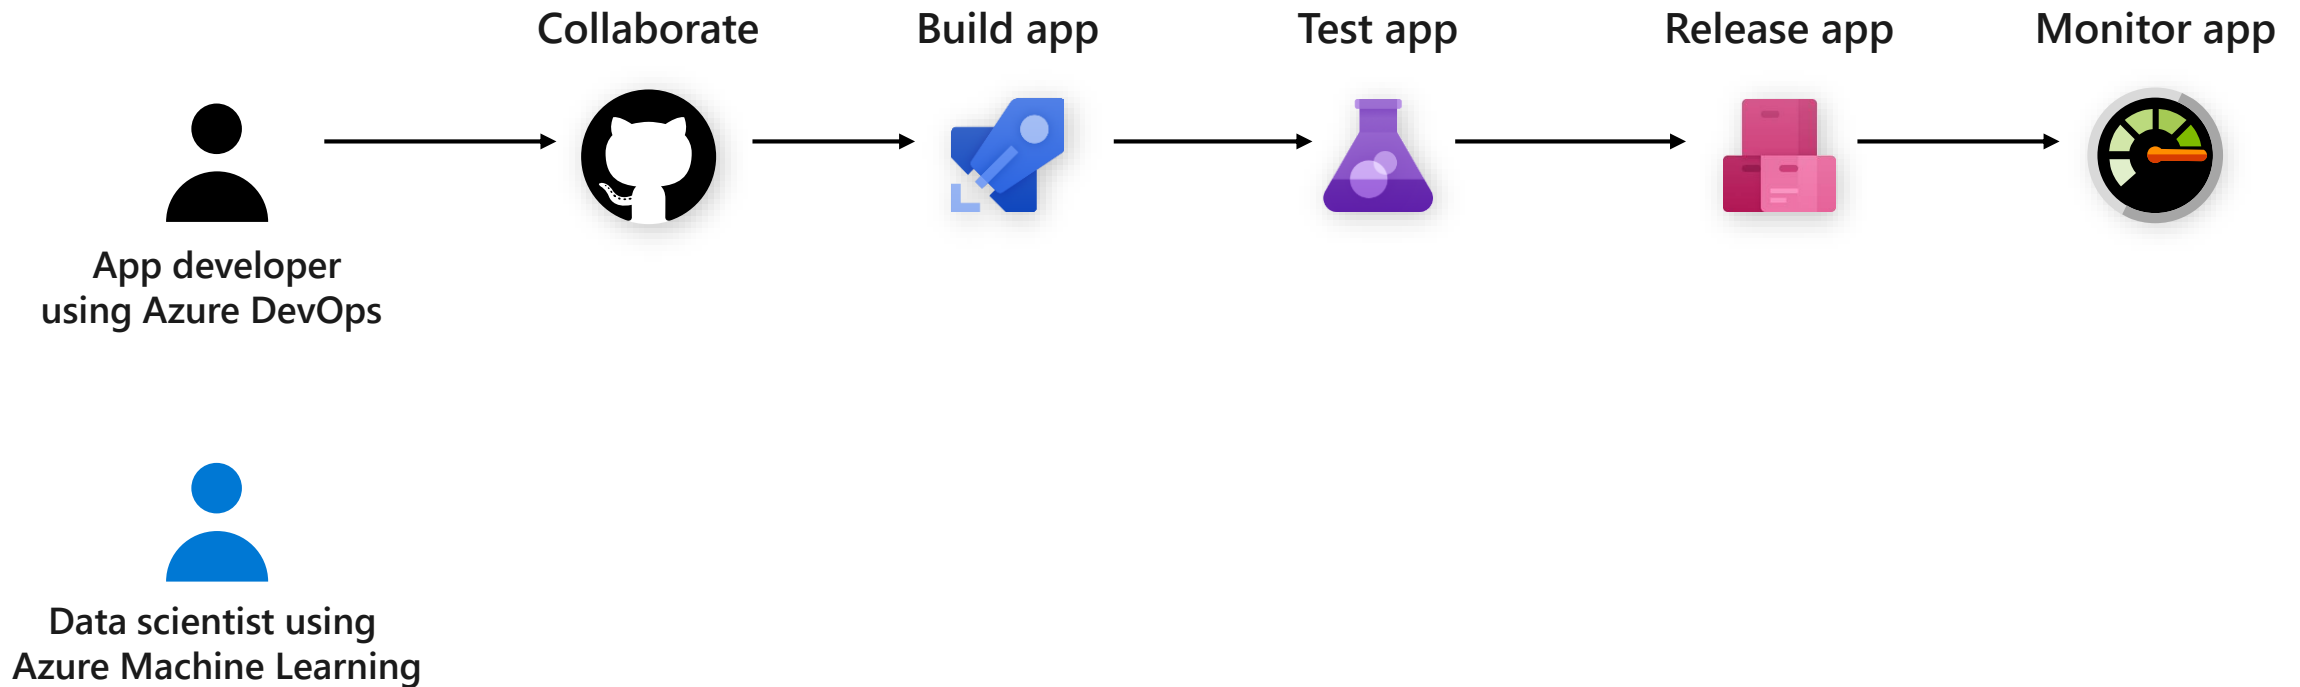 Collaborate
Build app
Test app
Release app
Monitor app
App developer
using Azure DevOps
Data scientist using
Azure Machine Learning